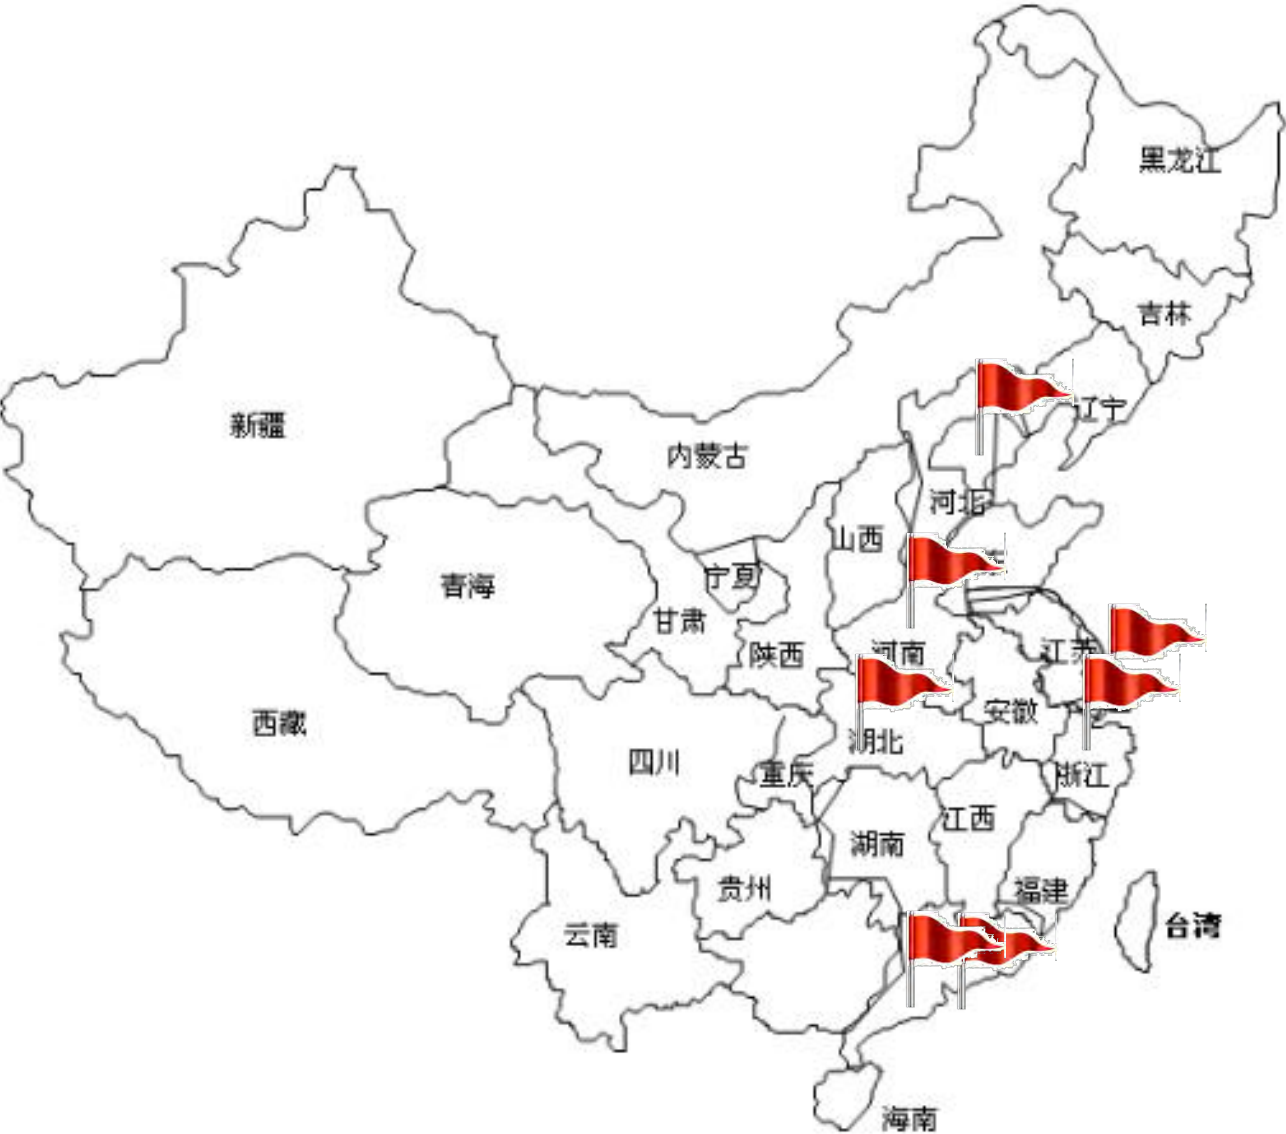 黑龙江
吉林
辽宁
新疆
内蒙古
河北
山西
青海
宁夏
甘肃
陕西
河南
江苏
西藏
安徽
湖北
四川
重庆
浙江
江西
湖南
贵州
福建
云南
台湾
海南